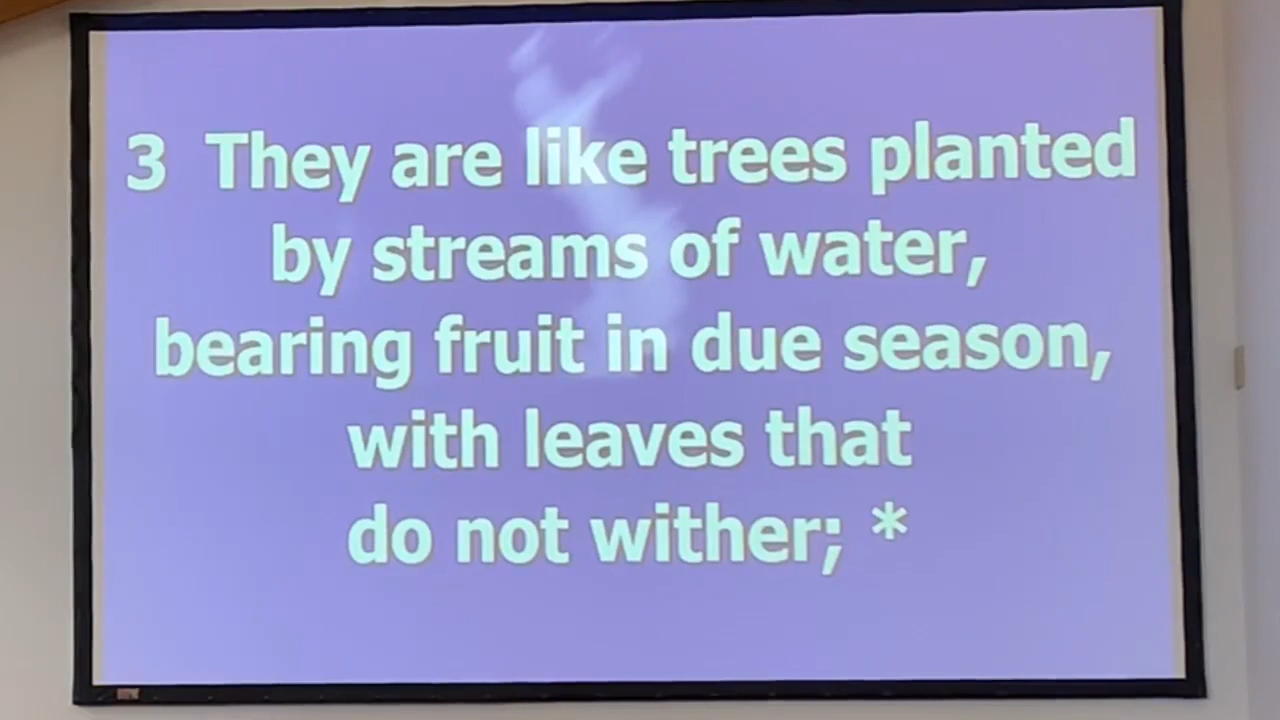 3 They are like trees planted
by streams of water,
bearing fruit in due season,
with leaves that
do not wither; *